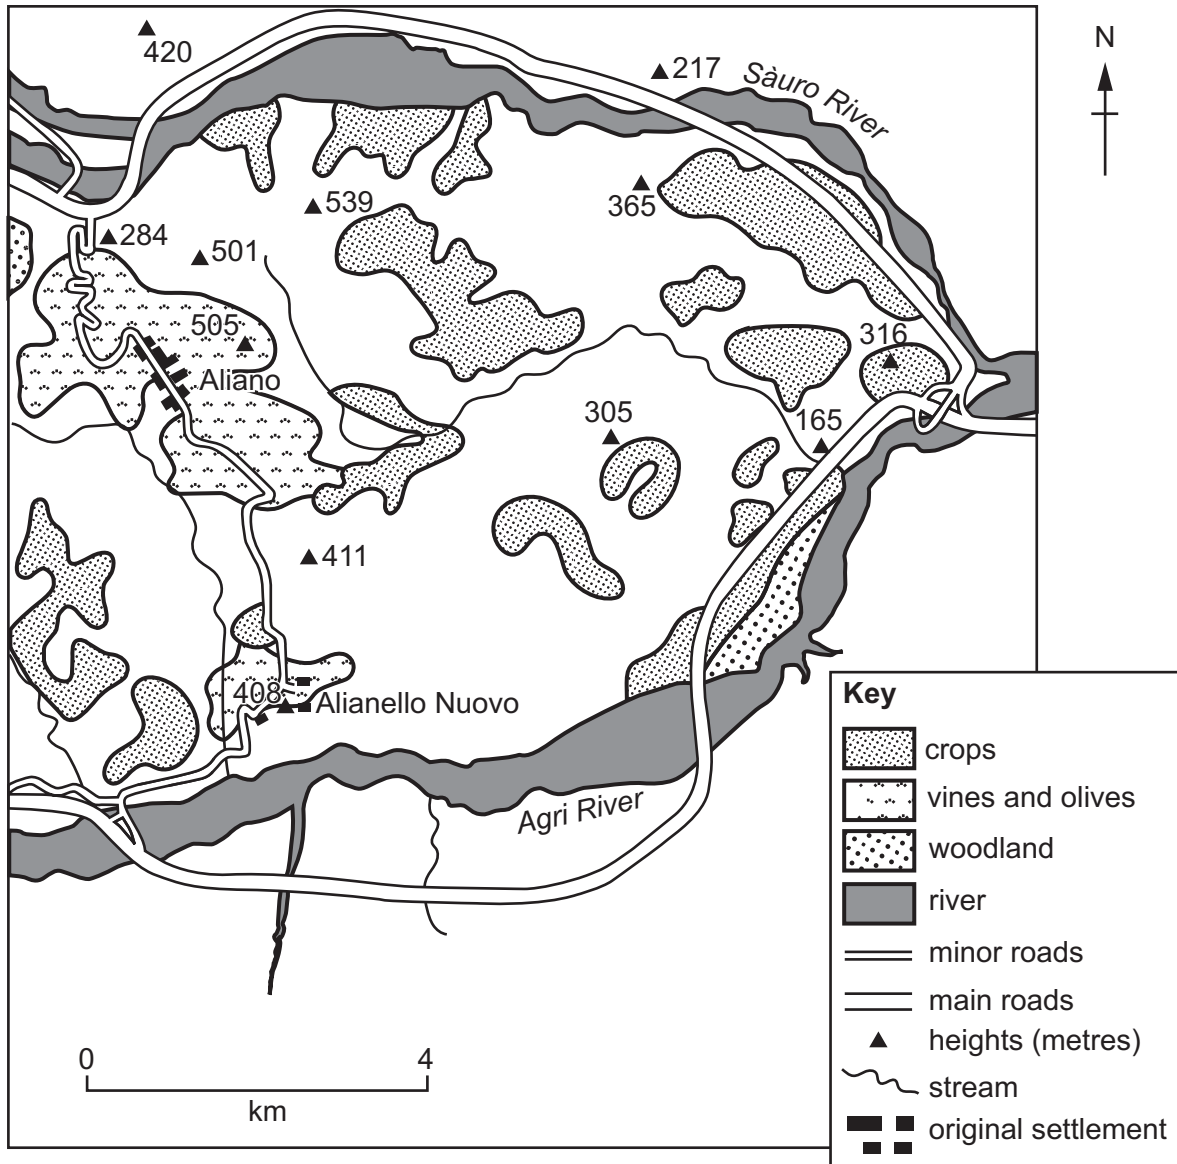 420
217
Sàuro River
N
539
365
284
501
505
316
Aliano
305
165
411
408
Alianello Nuovo
Agri River
0
4
km
Key
crops
vines and olives
woodland
river
minor roads
main roads
heights (metres)
stream
original settlement